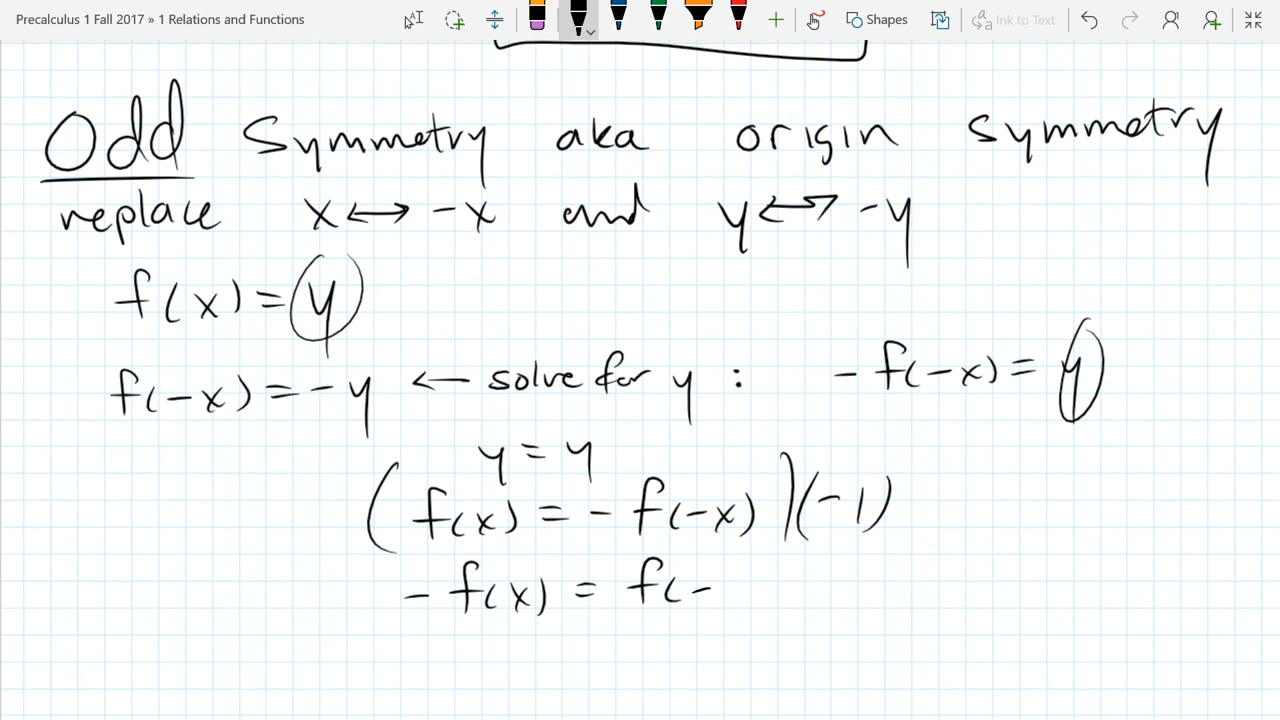 Precalculus 1 Fall 2017 » 1 Relations and Functions
Shapes
Ink to Text
Odd Symmetry aka origin symmetry
replace x ↔ -x and y ↔ -y
f(x) = y
f(-x) = -y ← solve for y : - f(-x) = y
y = y
( f(x) = - f(-x) )(-1)
- f(x) = f(-